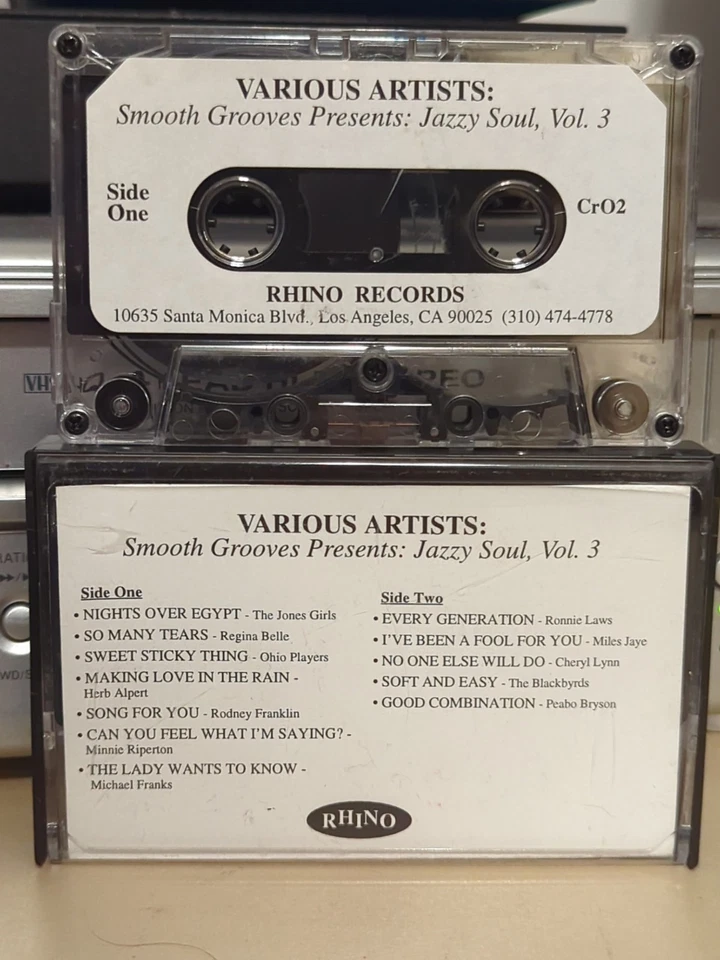 VARIOUS ARTISTS:
Smooth Grooves Presents: Jazzy Soul, Vol. 3
Side
One
CrO2
RHINO RECORDS
10635 Santa Monica Blvd., Los Angeles, CA 90025 (310) 474-4778
VHS
VARIOUS ARTISTS:
Smooth Grooves Presents: Jazzy Soul, Vol. 3
Side One
• NIGHTS OVER EGYPT - The Jones Girls
• SO MANY TEARS - Regina Belle
• SWEET STICKY THING - Ohio Players
• MAKING LOVE IN THE RAIN -
Herb Alpert
• SONG FOR YOU - Rodney Franklin
• CAN YOU FEEL WHAT I'M SAYING? -
Minnie Riperton
• THE LADY WANTS TO KNOW -
Michael Franks
Side Two
• EVERY GENERATION - Ronnie Laws
• I'VE BEEN A FOOL FOR YOU - Miles Jaye
• NO ONE ELSE WILL DO - Cheryl Lynn
• SOFT AND EASY - The Blackbyrds
• GOOD COMBINATION - Peabo Bryson
RHINO